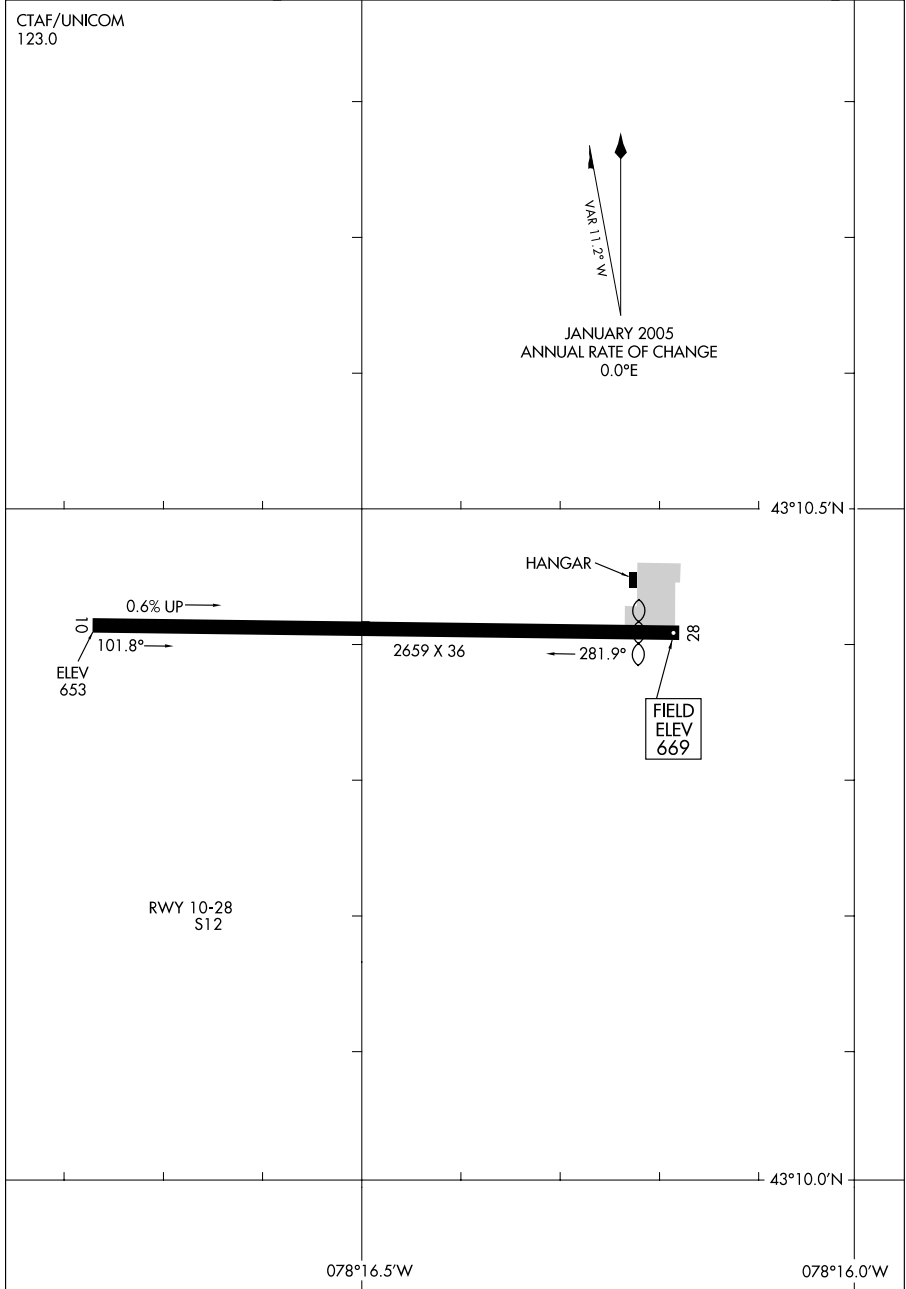 CTAF/UNICOM
123.0
VAR 11.2° W
JANUARY 2005
ANNUAL RATE OF CHANGE
0.0°E
43°10.5'N
HANGAR
0.6% UP
10
28
101.8°
2659 X 36
281.9°
ELEV
653
FIELD
ELEV
669
RWY 10-28
S12
43°10.0'N
078°16.5'W
078°16.0'W